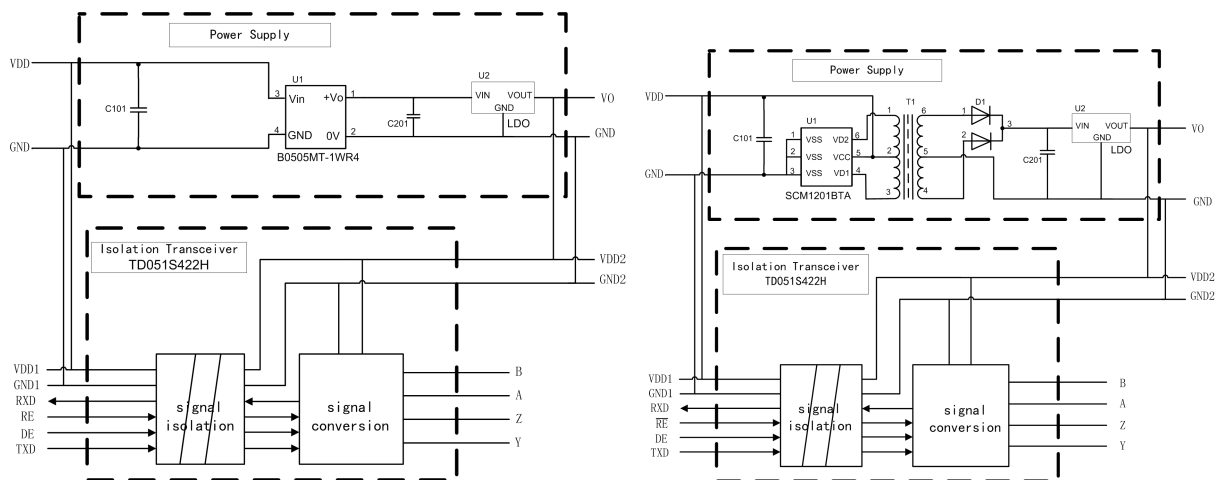 Power Supply
VDD
C101
U1
3
Vin
+Vo
1
4
GND
0V
2
B0505MT-1WR4
C201
U2
VIN
VOUT
GND
LDO
VO
GND
GND
Isolation Transceiver
TD051S422H
VDD2
GND2
VDD1
GND1
RXD
RE
DE
TXD
signal
isolation
signal
conversion
B
A
Z
Y
Power Supply
VDD
C101
U1
1
VSS
VD2
6
2
VSS
VCC
5
3
VSS
VD1
4
SCM1201BTA
T1
1
2
3
6
5
4
D1
1
2
3
C201
U2
VIN
VOUT
GND
LDO
VO
GND
GND
Isolation Transceiver
TD051S422H
VDD2
GND2
VDD1
GND1
RXD
RE
DE
TXD
signal
isolation
signal
conversion
B
A
Z
Y